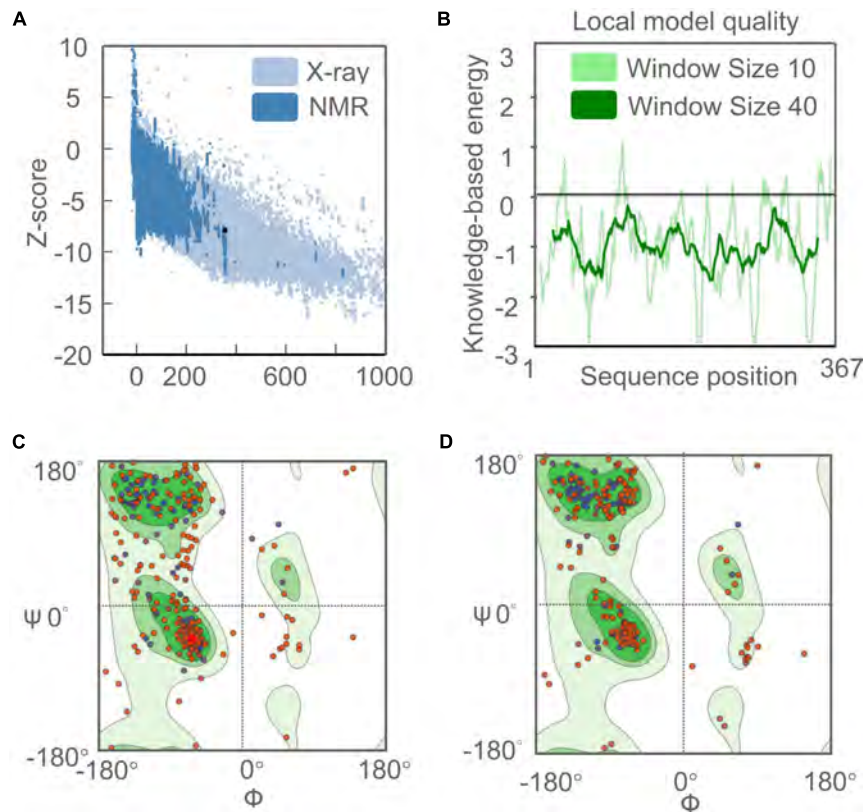 A
10
5
0
-5
-10
-15
-20
Z-score
X-ray
NMR
0 200 600 1000
B
Local model quality
3
2
1
0
-1
-2
-3
Knowledge-based energy
Window Size 10
Window Size 40
1 367
Sequence position
C
180°
Ψ 0°
-180°
-180° 0° 180°
Φ
D
180°
Ψ 0°
-180°
-180° 0° 180°
Φ